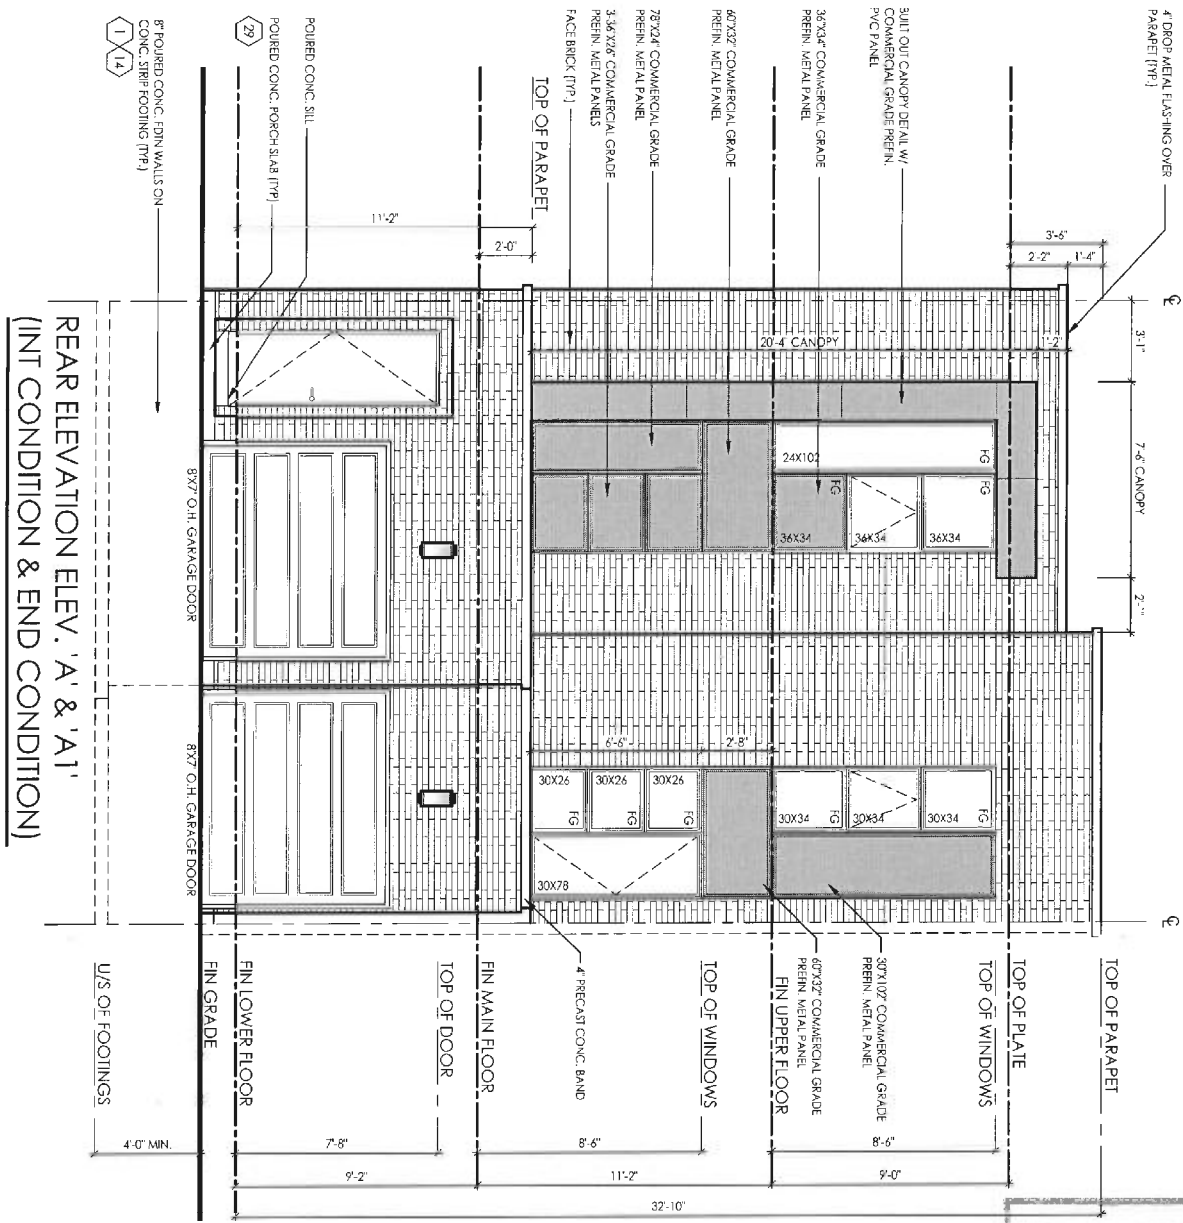 4" DROP METAL FLASHING OVER
PARAPET (TYP.)
BUILT OUT CANOPY DETAIL W/
COMMERCIAL GRADE PREFIN.
PVC PANEL
36"X34" COMMERCIAL GRADE
PREFIN. METAL PANEL
60"X32" COMMERCIAL GRADE
PREFIN. METAL PANEL
78"X24" COMMERCIAL GRADE
PREFIN. METAL PANEL
3-36"X26" COMMERCIAL GRADE
PREFIN. METAL PANELS
FACE BRICK (TYP.)
TOP OF PARAPET
POURED CONC. SILL
POURED CONC. PORCH SLAB (TYP)
29
8" POURED CONC. FDTN WALLS ON
CONC. STRIP FOOTING (TYP.)
1
14
3'-6"
2'-2"
1'-4"
2'-0"
11'-2"
3'-1"
7'-6" CANOPY
2'-1"
20'-4" CANOPY
1'-2"
24X102
FG
FG
36X34
36X34
FG
36X34
8'X7' O.H. GARAGE DOOR
6'-6"
2'-8"
30X26
FG
30X26
FG
30X26
FG
30X34
FG
30X34
30X34
FG
30X78
8'X7' O.H. GARAGE DOOR
30"X102" COMMERCIAL GRADE
PREFIN. METAL PANEL
60"X32" COMMERCIAL GRADE
PREFIN. METAL PANEL
4" PRECAST CONC. BAND
TOP OF PARAPET
TOP OF PLATE
TOP OF WINDOWS
FIN UPPER FLOOR
TOP OF WINDOWS
FIN MAIN FLOOR
TOP OF DOOR
FIN LOWER FLOOR
FIN GRADE
U/S OF FOOTINGS
8'-6"
8'-6"
7'-8"
4'-0" MIN.
9'-0"
11'-2"
9'-2"
32'-10"
REAR ELEVATION ELEV. 'A' & 'A1'
(INT CONDITION & END CONDITION)